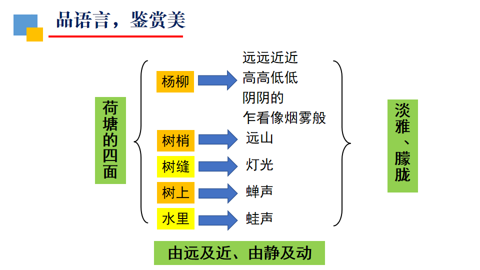 品语言，鉴赏美
荷塘的四面
杨柳
远远近近
高高低低
阴阴的
乍看像烟雾般
树梢
远山
树缝
灯光
树上
蝉声
水里
蛙声
淡雅、朦胧
由远及近、由静及动